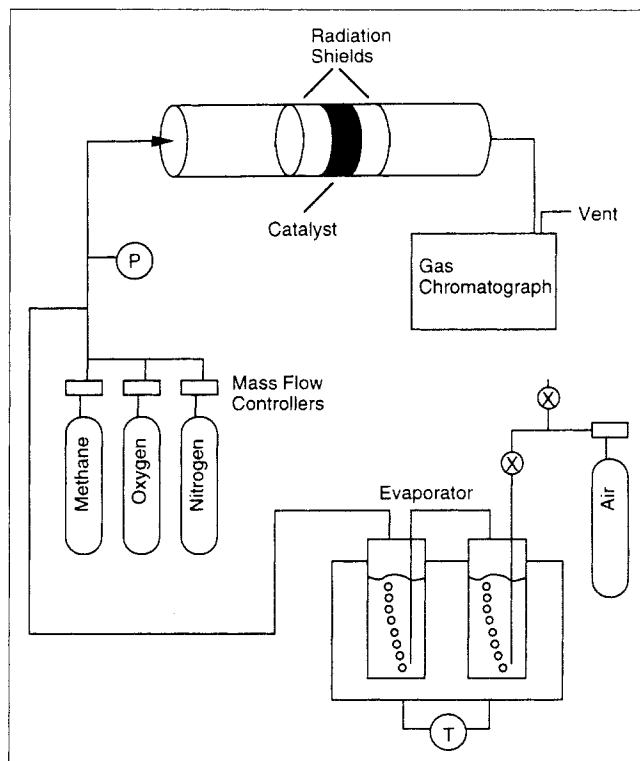 Radiation
Shields
Catalyst
Vent
Gas
Chromatograph
P
Mass Flow
Controllers
Methane
Oxygen
Nitrogen
X
X
Evaporator
Air
T